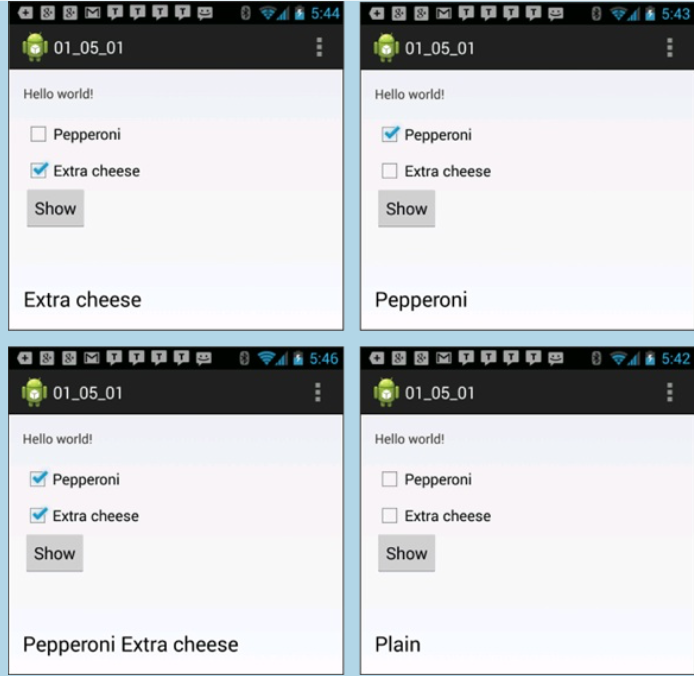 5:44
01_05_01
Hello world!
Pepperoni
Extra cheese
Show
Extra cheese
5:43
01_05_01
Hello world!
Pepperoni
Extra cheese
Show
Pepperoni
5:46
01_05_01
Hello world!
Pepperoni
Extra cheese
Show
Pepperoni Extra cheese
5:42
01_05_01
Hello world!
Pepperoni
Extra cheese
Show
Plain